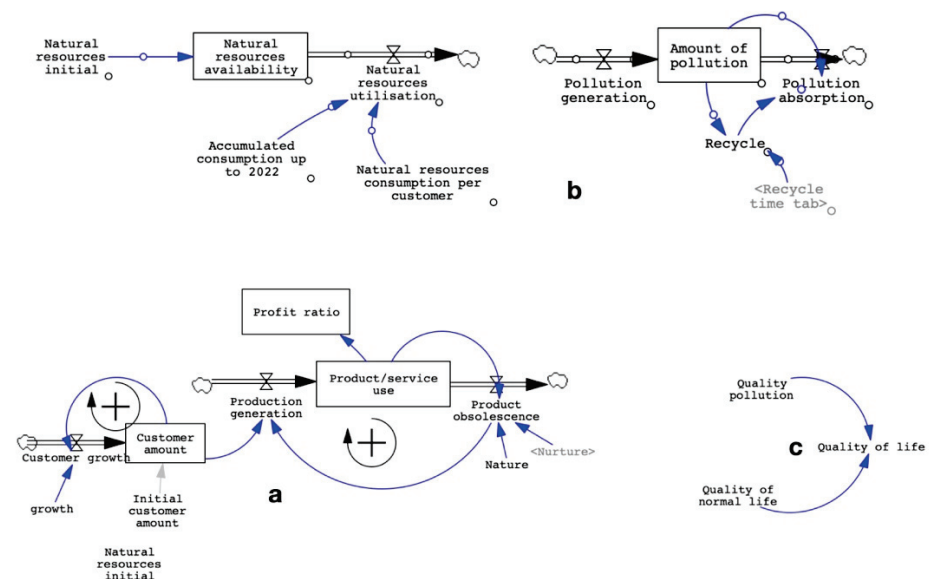 Natural
resources
initial
Natural
resources
availability
Natural
resources
utilisation
Accumulated
consumption up
to 2022
Natural resources
consumption per
customer
Amount of
pollution
Pollution
generation
Pollution
absorption
Recycle
<Recycle
time tab>
b
Profit ratio
Product/service
use
Production
generation
Product
obsolescence
Nature
<Nurture>
Customer growth
Customer
amount
growth
Initial
customer
amount
a
Natural
resources
initial
Quality
pollution
c
Quality of life
Quality of
normal life